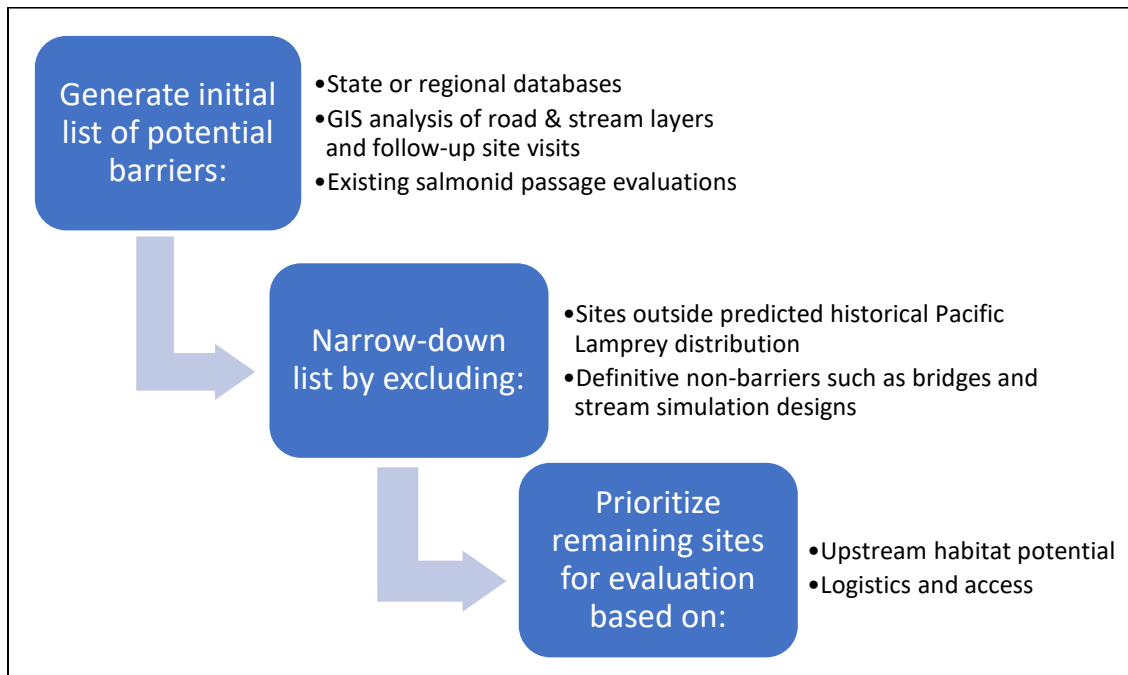 Generate initial
list of potential
barriers:
•State or regional databases
•GIS analysis of road & stream layers
and follow-up site visits
•Existing salmonid passage evaluations
Narrow-down
list by excluding:
•Sites outside predicted historical Pacific
Lamprey distribution
•Definitive non-barriers such as bridges and
stream simulation designs
Prioritize
remaining sites
for evaluation
based on:
•Upstream habitat potential
•Logistics and access